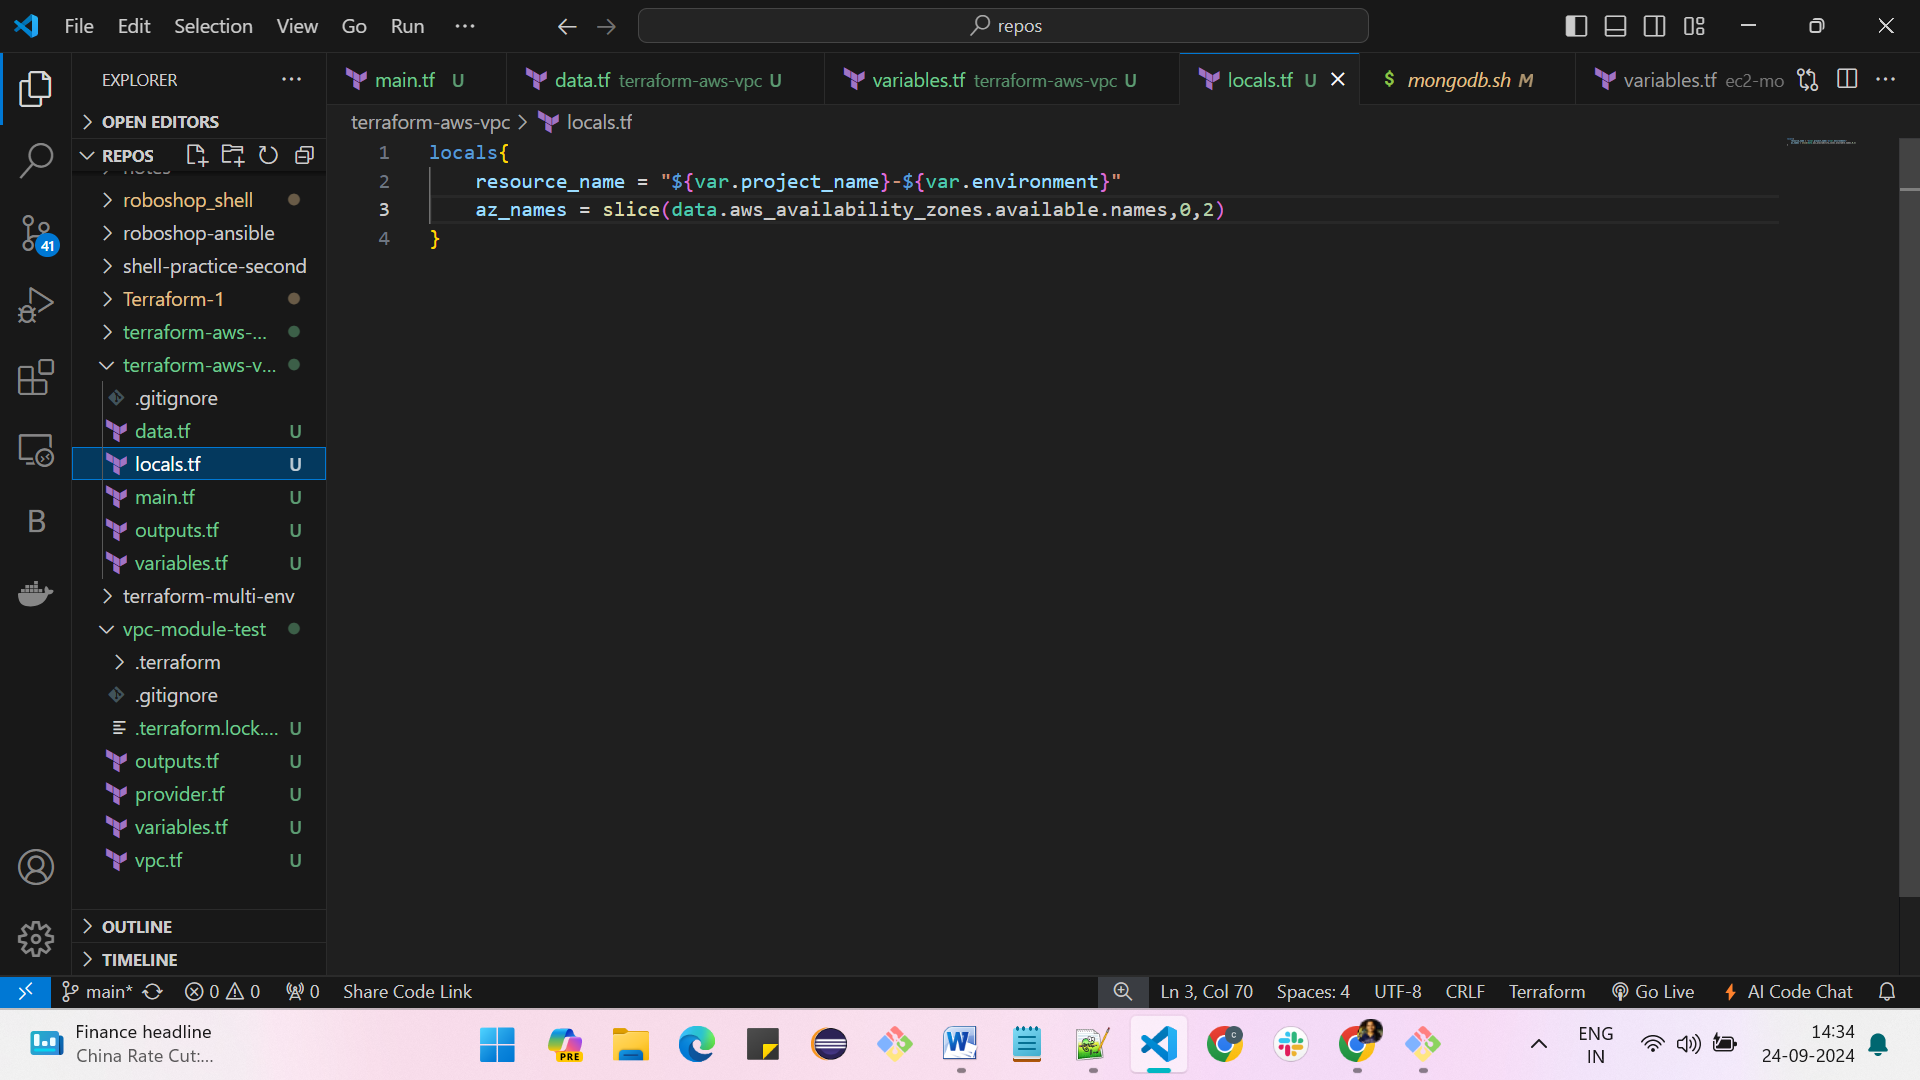 File Edit Selection View Go Run ...
repos
EXPLORER ...
OPEN EDITORS
REPOS
notes
roboshop_shell
roboshop-ansible
shell-practice-second
Terraform-1
terraform-aws-...
terraform-aws-v...
.gitignore
data.tf U
locals.tf U
main.tf U
outputs.tf U
variables.tf U
terraform-multi-env
vpc-module-test
.terraform
.gitignore
.terraform.lock.... U
outputs.tf U
provider.tf U
variables.tf U
vpc.tf U
OUTLINE
TIMELINE
41
B
main.tf U
data.tf terraform-aws-vpc U
variables.tf terraform-aws-vpc U
locals.tf U
$ mongodb.sh M
variables.tf ec2-mo
terraform-aws-vpc > locals.tf
1 locals{
2 resource_name = "${var.project_name}-${var.environment}"
3 az_names = slice(data.aws_availability_zones.available.names,0,2)
4 }
main* 0 0 0 Share Code Link
Ln 3, Col 70 Spaces: 4 UTF-8 CRLF Terraform Go Live AI Code Chat
Finance headline
China Rate Cut:...
PRE
W
C
ENG
IN
14:34
24-09-2024